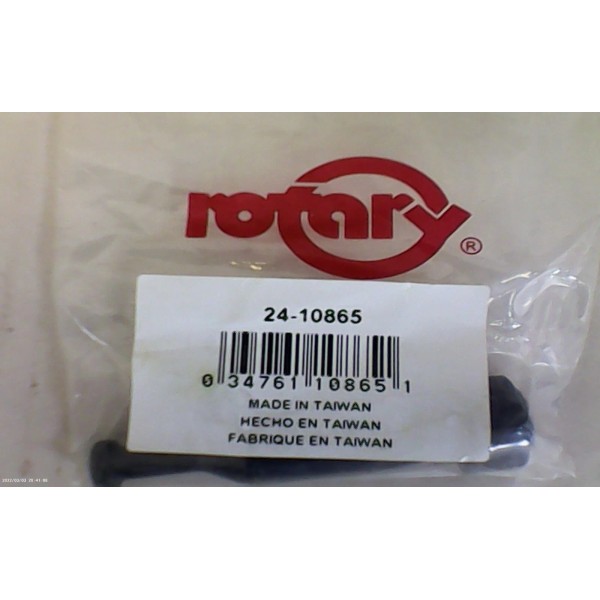 rotary®
24-10865
0 34761 10865 1
MADE IN TAIWAN
HECHO EN TAIWAN
FABRIQUE EN TAIWAN